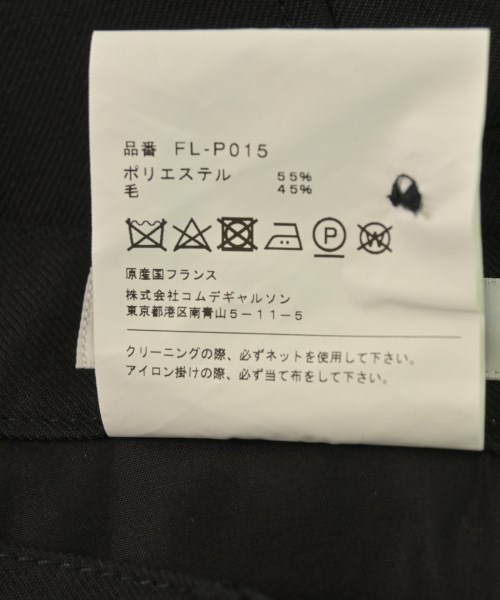 品番 FL-P015
ポリエステル 55%
毛 45%
P W
原産国フランス
株式会社コムデギャルソン
東京都港区南青山5-11-5
クリーニングの際、必ずネットを使用して下さい。
アイロン掛けの際、必ず当て布をして下さい。